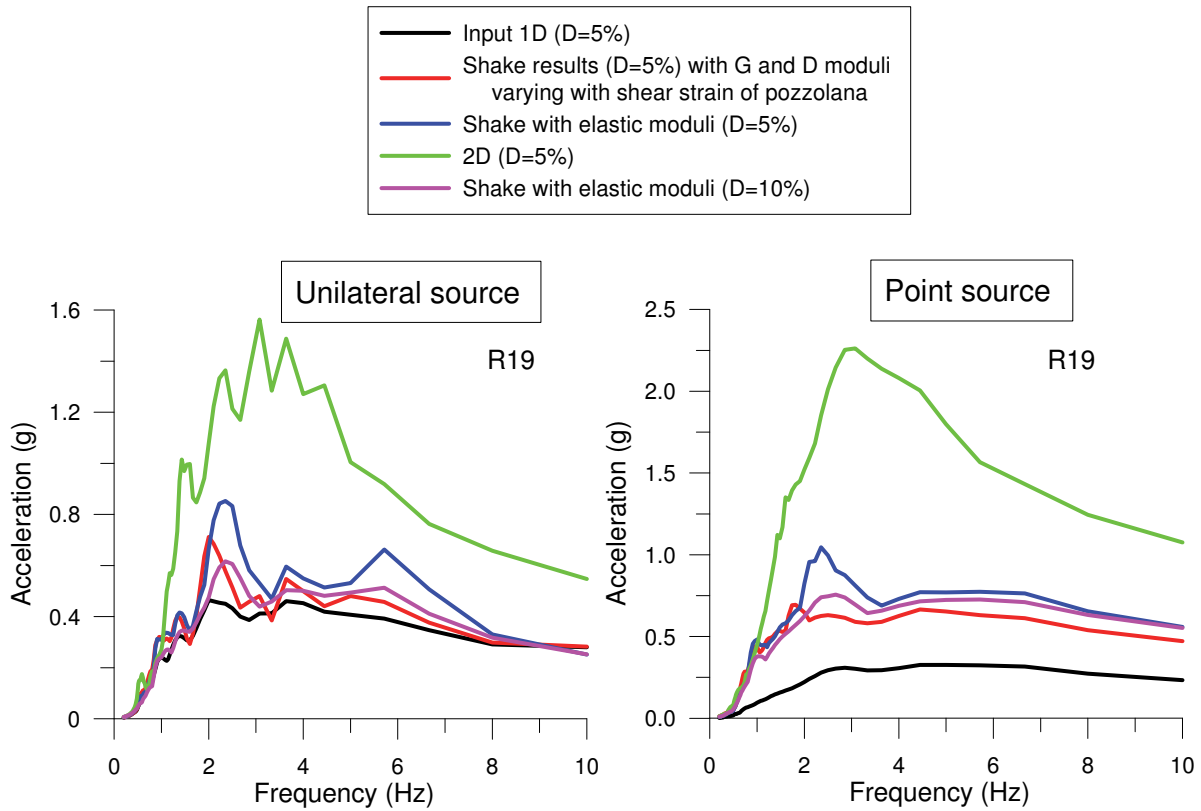 Input 1D (D=5%)
Shake results (D=5%) with G and D moduli
varying with shear strain of pozzolana
Shake with elastic moduli (D=5%)
2D (D=5%)
Shake with elastic moduli (D=10%)
Unilateral source
R19
1.6
1.2
0.8
0.4
0
Acceleration (g)
0 2 4 6 8 10
Frequency (Hz)
Point source
R19
2.5
2.0
1.5
1.0
0.5
0.0
Acceleration (g)
0 2 4 6 8 10
Frequency (Hz)